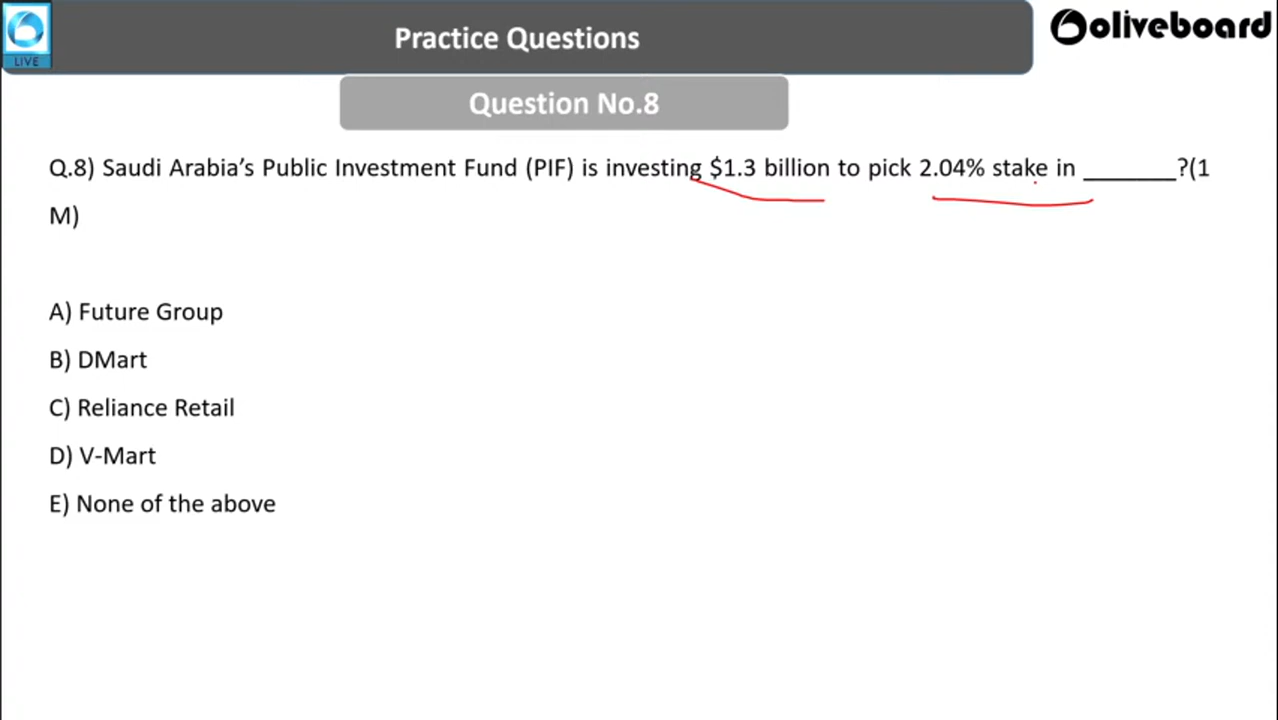 LIVE
Practice Questions
oliveboard
Question No.8
Q.8) Saudi Arabia’s Public Investment Fund (PIF) is investing $1.3 billion to pick 2.04% stake in ________?(1
M)
A) Future Group
B) DMart
C) Reliance Retail
D) V-Mart
E) None of the above